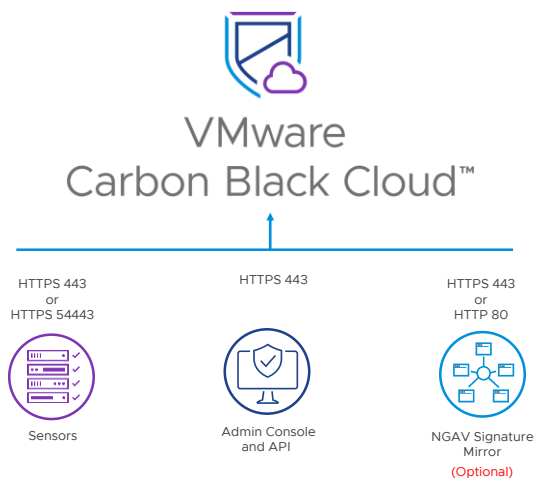 VMware
Carbon Black Cloud™
HTTPS 443
or
HTTPS 54443
HTTPS 443
HTTPS 443
or
HTTP 80
Sensors
Admin Console
and API
NGAV Signature
Mirror
(Optional)